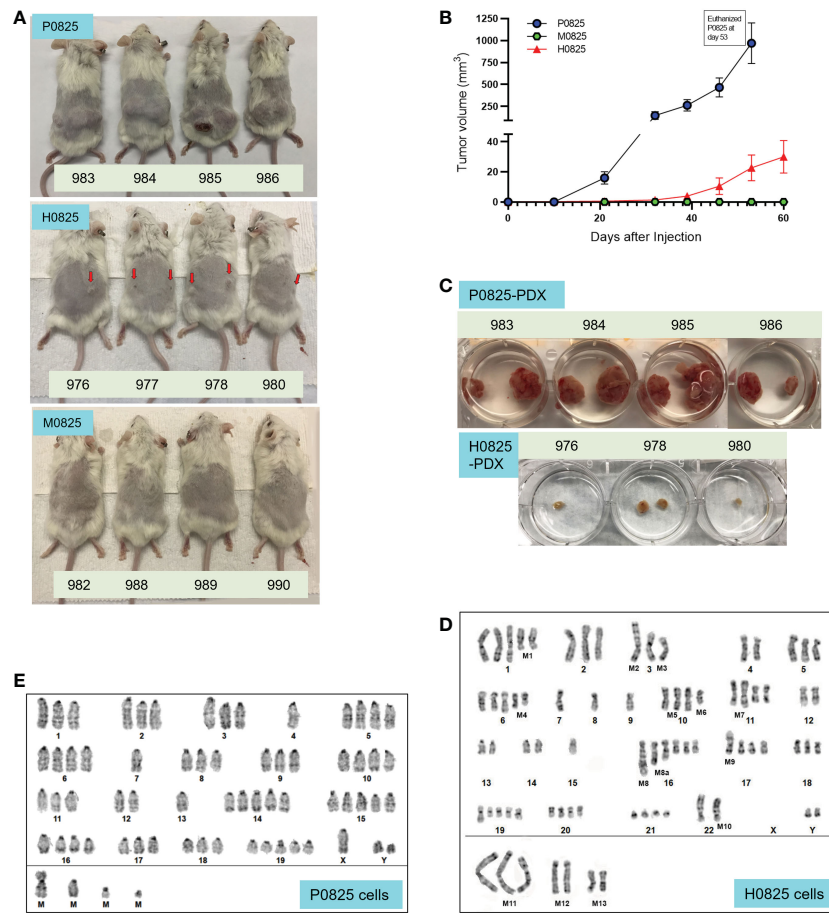 A
P0825
983 984 985 986
H0825
976 977 978 980
M0825
982 988 989 990
B
P0825
M0825
H0825
Euthanized
P0825 at
day 53
Tumor volume (mm3)
1250
1000
750
500
250
40
20
0
0 20 40 60
Days after Injection
C
P0825-PDX
983 984 985 986
H0825
-PDX
976 978 980
D
M1
1 2 M2 3 M3 4 5
6 M4 7 8 9 M5 10 M6 M7 11 12
13 14 15 M8 M8a 16 M9 17 18
19 20 21 22 M10 X Y
M11 M12 M13
H0825 cells
E
1 2 3 4 5
6 7 8 9 10
11 12 13 14 15
16 17 18 19 X Y
M M M M
P0825 cells